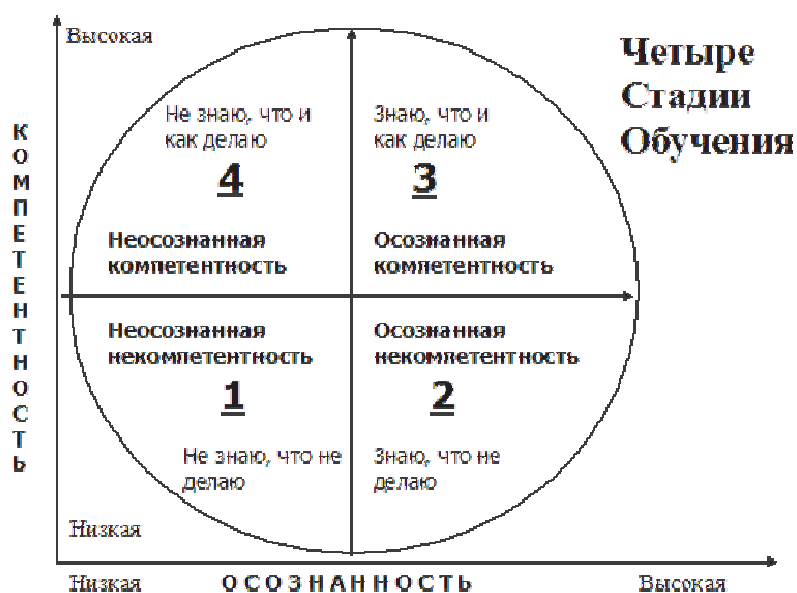 Высокая
Четыре
Стадии
Обучения
КОМПЕТЕНТНОСТЬ
Не знаю, что и
как делаю
4
Неосознанная
компетентность
Знаю, что и
как делаю
3
Осознанная
компетентность
Неосознанная
некомпетентность
1
Не знаю, что не
делаю
Осознанная
некомпетентность
2
Знаю, что не
делаю
Низкая
Низкая
ОСОЗНАННОСТЬ
Высокая